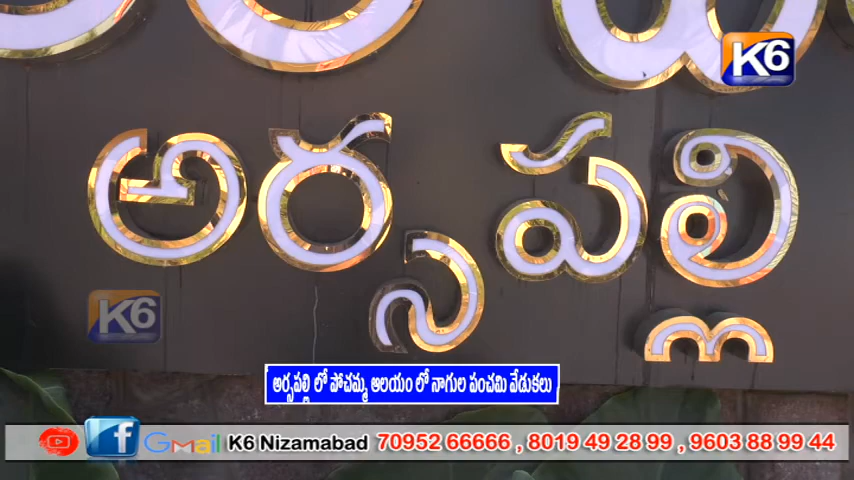 K6
అర్సపల్లి
K6
అర్సపల్లి లో పోచమ్మ ఆలయం లో నాగుల పంచమి వేడుకలు
f Gmail K6 Nizamabad 70952 66666 , 8019 49 28 99 , 9603 88 99 44